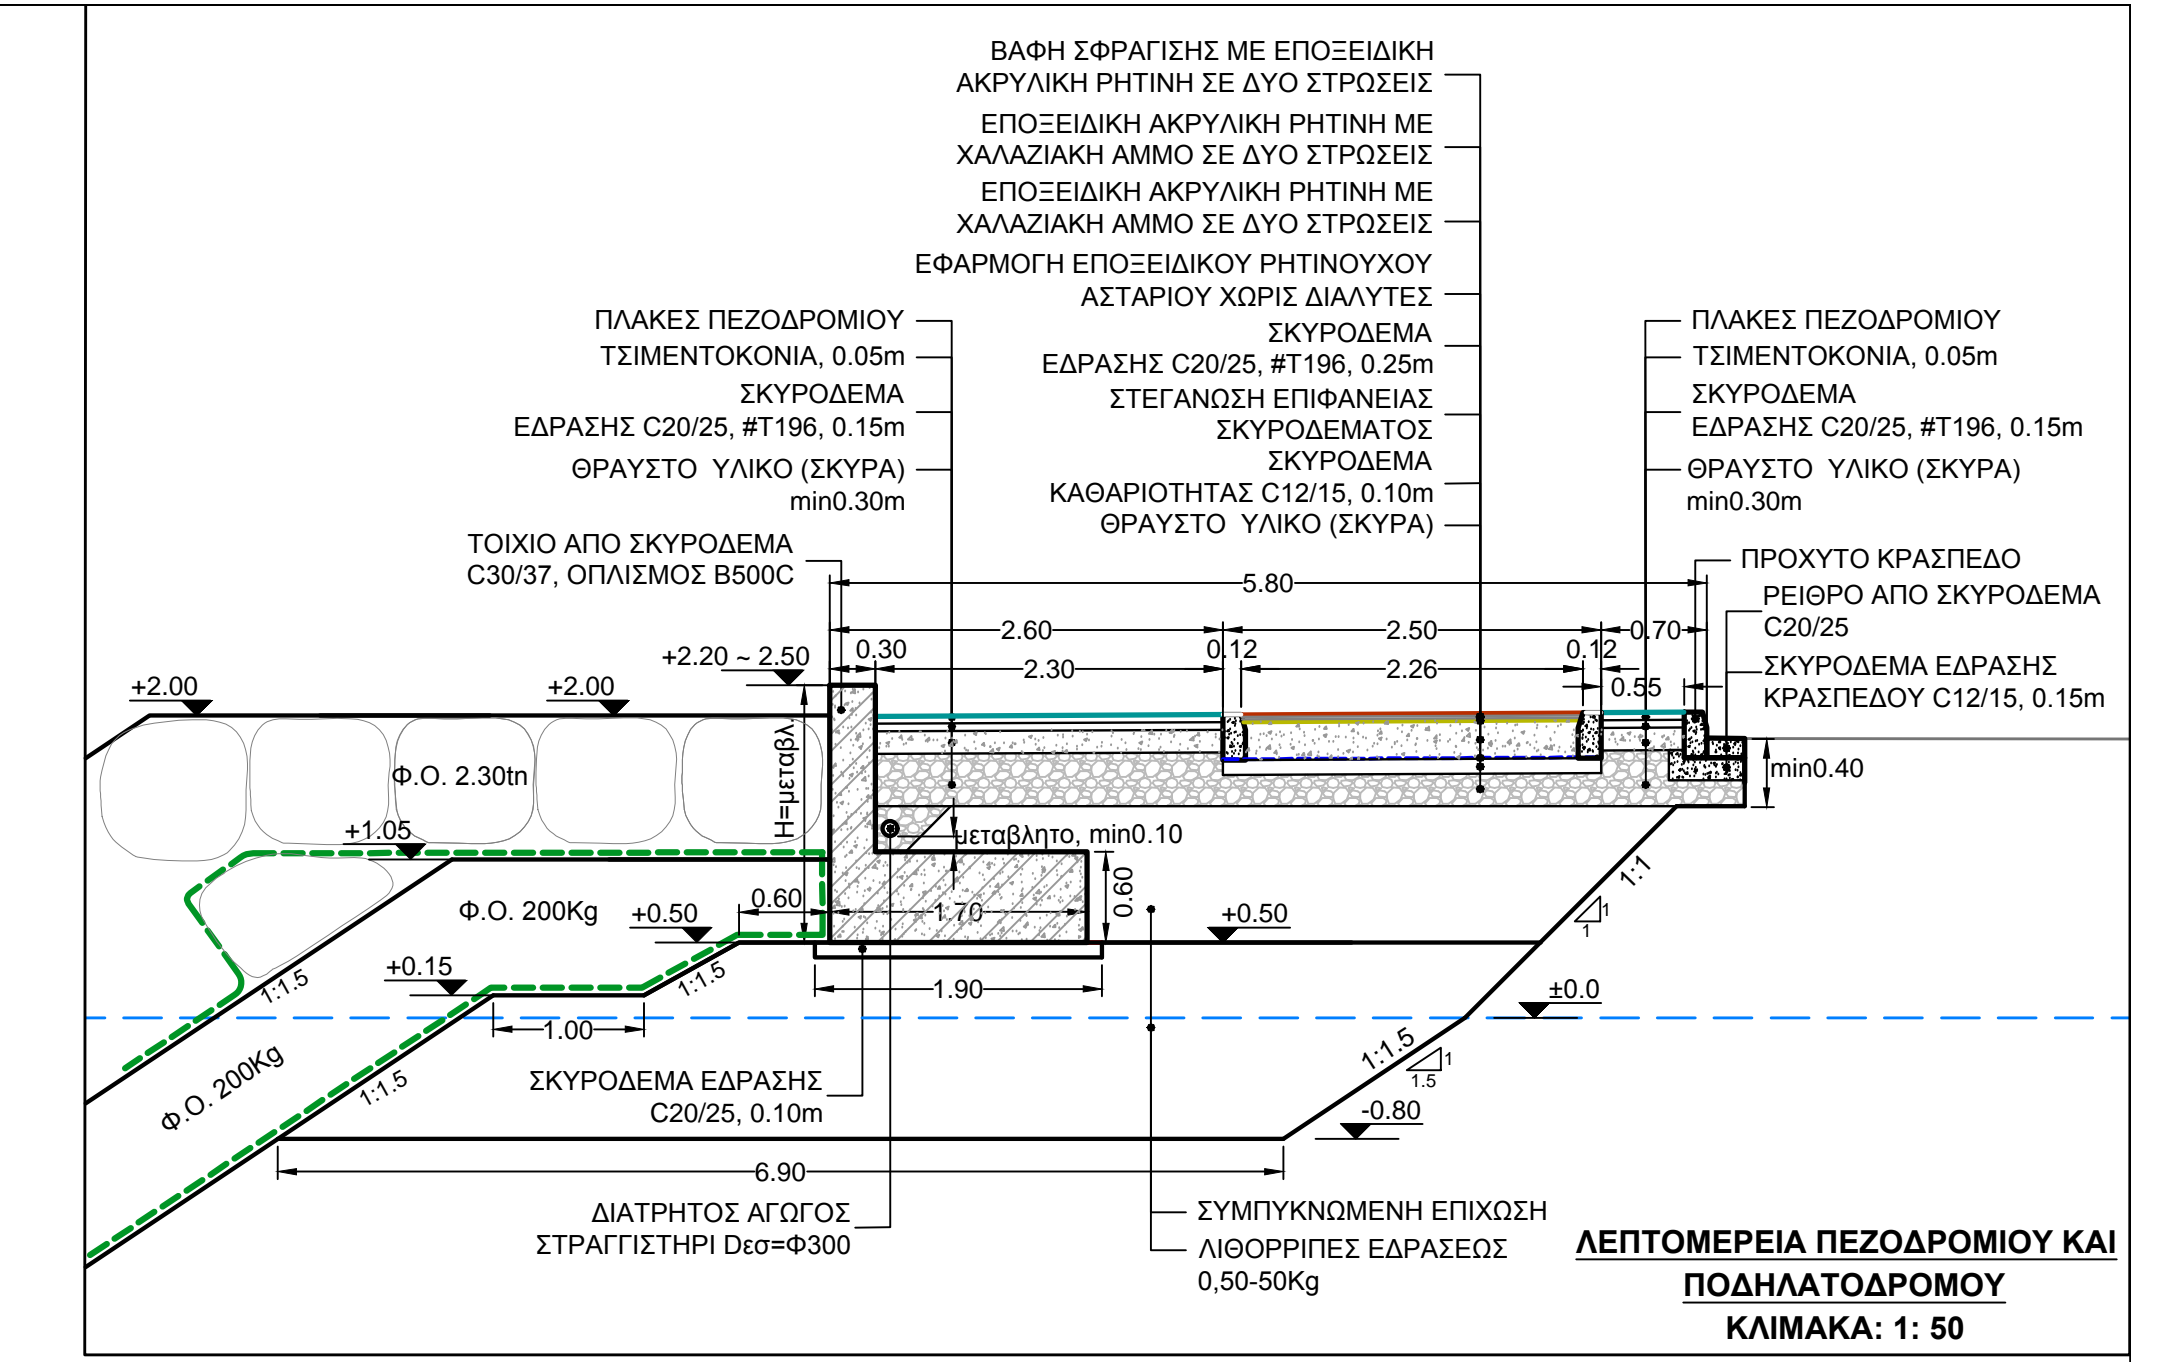 ΒΑΦΗ ΣΦΡΑΓΙΣΗΣ ΜΕ ΕΠΟΞΕΙΔΙΚΗ
ΑΚΡΥΛΙΚΗ ΡΗΤΙΝΗ ΣΕ ΔΥΟ ΣΤΡΩΣΕΙΣ
ΕΠΟΞΕΙΔΙΚΗ ΑΚΡΥΛΙΚΗ ΡΗΤΙΝΗ ΜΕ
ΧΑΛΑΖΙΑΚΗ ΑΜΜΟ ΣΕ ΔΥΟ ΣΤΡΩΣΕΙΣ
ΕΠΟΞΕΙΔΙΚΗ ΑΚΡΥΛΙΚΗ ΡΗΤΙΝΗ ΜΕ
ΧΑΛΑΖΙΑΚΗ ΑΜΜΟ ΣΕ ΔΥΟ ΣΤΡΩΣΕΙΣ
ΕΦΑΡΜΟΓΗ ΕΠΟΞΕΙΔΙΚΟΥ ΡΗΤΙΝΟΥΧΟΥ
ΑΣΤΑΡΙΟΥ ΧΩΡΙΣ ΔΙΑΛΥΤΕΣ
ΣΚΥΡΟΔΕΜΑ
ΕΔΡΑΣΗΣ C20/25, #T196, 0.25m
ΣΤΕΓΑΝΩΣΗ ΕΠΙΦΑΝΕΙΑΣ
ΣΚΥΡΟΔΕΜΑΤΟΣ
ΣΚΥΡΟΔΕΜΑ
ΚΑΘΑΡΙΟΤΗΤΑΣ C12/15, 0.10m
ΘΡΑΥΣΤΟ ΥΛΙΚΟ (ΣΚΥΡΑ)
ΠΛΑΚΕΣ ΠΕΖΟΔΡΟΜΙΟΥ
ΤΣΙΜΕΝΤΟΚΟΝΙΑ, 0.05m
ΣΚΥΡΟΔΕΜΑ
ΕΔΡΑΣΗΣ C20/25, #T196, 0.15m
ΘΡΑΥΣΤΟ ΥΛΙΚΟ (ΣΚΥΡΑ)
min0.30m
ΤΟΙΧΙΟ ΑΠΟ ΣΚΥΡΟΔΕΜΑ
C30/37, ΟΠΛΙΣΜΟΣ B500C
ΠΛΑΚΕΣ ΠΕΖΟΔΡΟΜΙΟΥ
ΤΣΙΜΕΝΤΟΚΟΝΙΑ, 0.05m
ΣΚΥΡΟΔΕΜΑ
ΕΔΡΑΣΗΣ C20/25, #T196, 0.15m
ΘΡΑΥΣΤΟ ΥΛΙΚΟ (ΣΚΥΡΑ)
min0.30m
ΠΡΟΧΥΤΟ ΚΡΑΣΠΕΔΟ
ΡΕΙΘΡΟ ΑΠΟ ΣΚΥΡΟΔΕΜΑ
C20/25
ΣΚΥΡΟΔΕΜΑ ΕΔΡΑΣΗΣ
ΚΡΑΣΠΕΔΟΥ C12/15, 0.15m
5.80
2.60
2.50
0.70
0.30
2.30
0.12
2.26
0.12
0.55
+2.20 ~ 2.50
+2.00
+2.00
Φ.Ο. 2.30tn
H=μεταβλ.
min0.40
+1.05
μεταβλητο, min0.10
0.60
1.70
0.60
Φ.Ο. 200Kg
+0.50
+0.50
1:1
1
1
1:1.5
+0.15
1:1.5
1.90
±0.0
1.00
1:1.5
1
1.5
Φ.Ο. 200Kg
1:1.5
ΣΚΥΡΟΔΕΜΑ ΕΔΡΑΣΗΣ
C20/25, 0.10m
-0.80
6.90
ΔΙΑΤΡΗΤΟΣ ΑΓΩΓΟΣ
ΣΤΡΑΓΓΙΣΤΗΡΙ Dεσ=Φ300
ΣΥΜΠΥΚΝΩΜΕΝΗ ΕΠΙΧΩΣΗ
ΛΙΘΟΡΡΙΠΕΣ ΕΔΡΑΣΕΩΣ
0,50-50Kg
ΛΕΠΤΟΜΕΡΕΙΑ ΠΕΖΟΔΡΟΜΙΟΥ ΚΑΙ
ΠΟΔΗΛΑΤΟΔΡΟΜΟΥ
ΚΛΙΜΑΚΑ: 1: 50